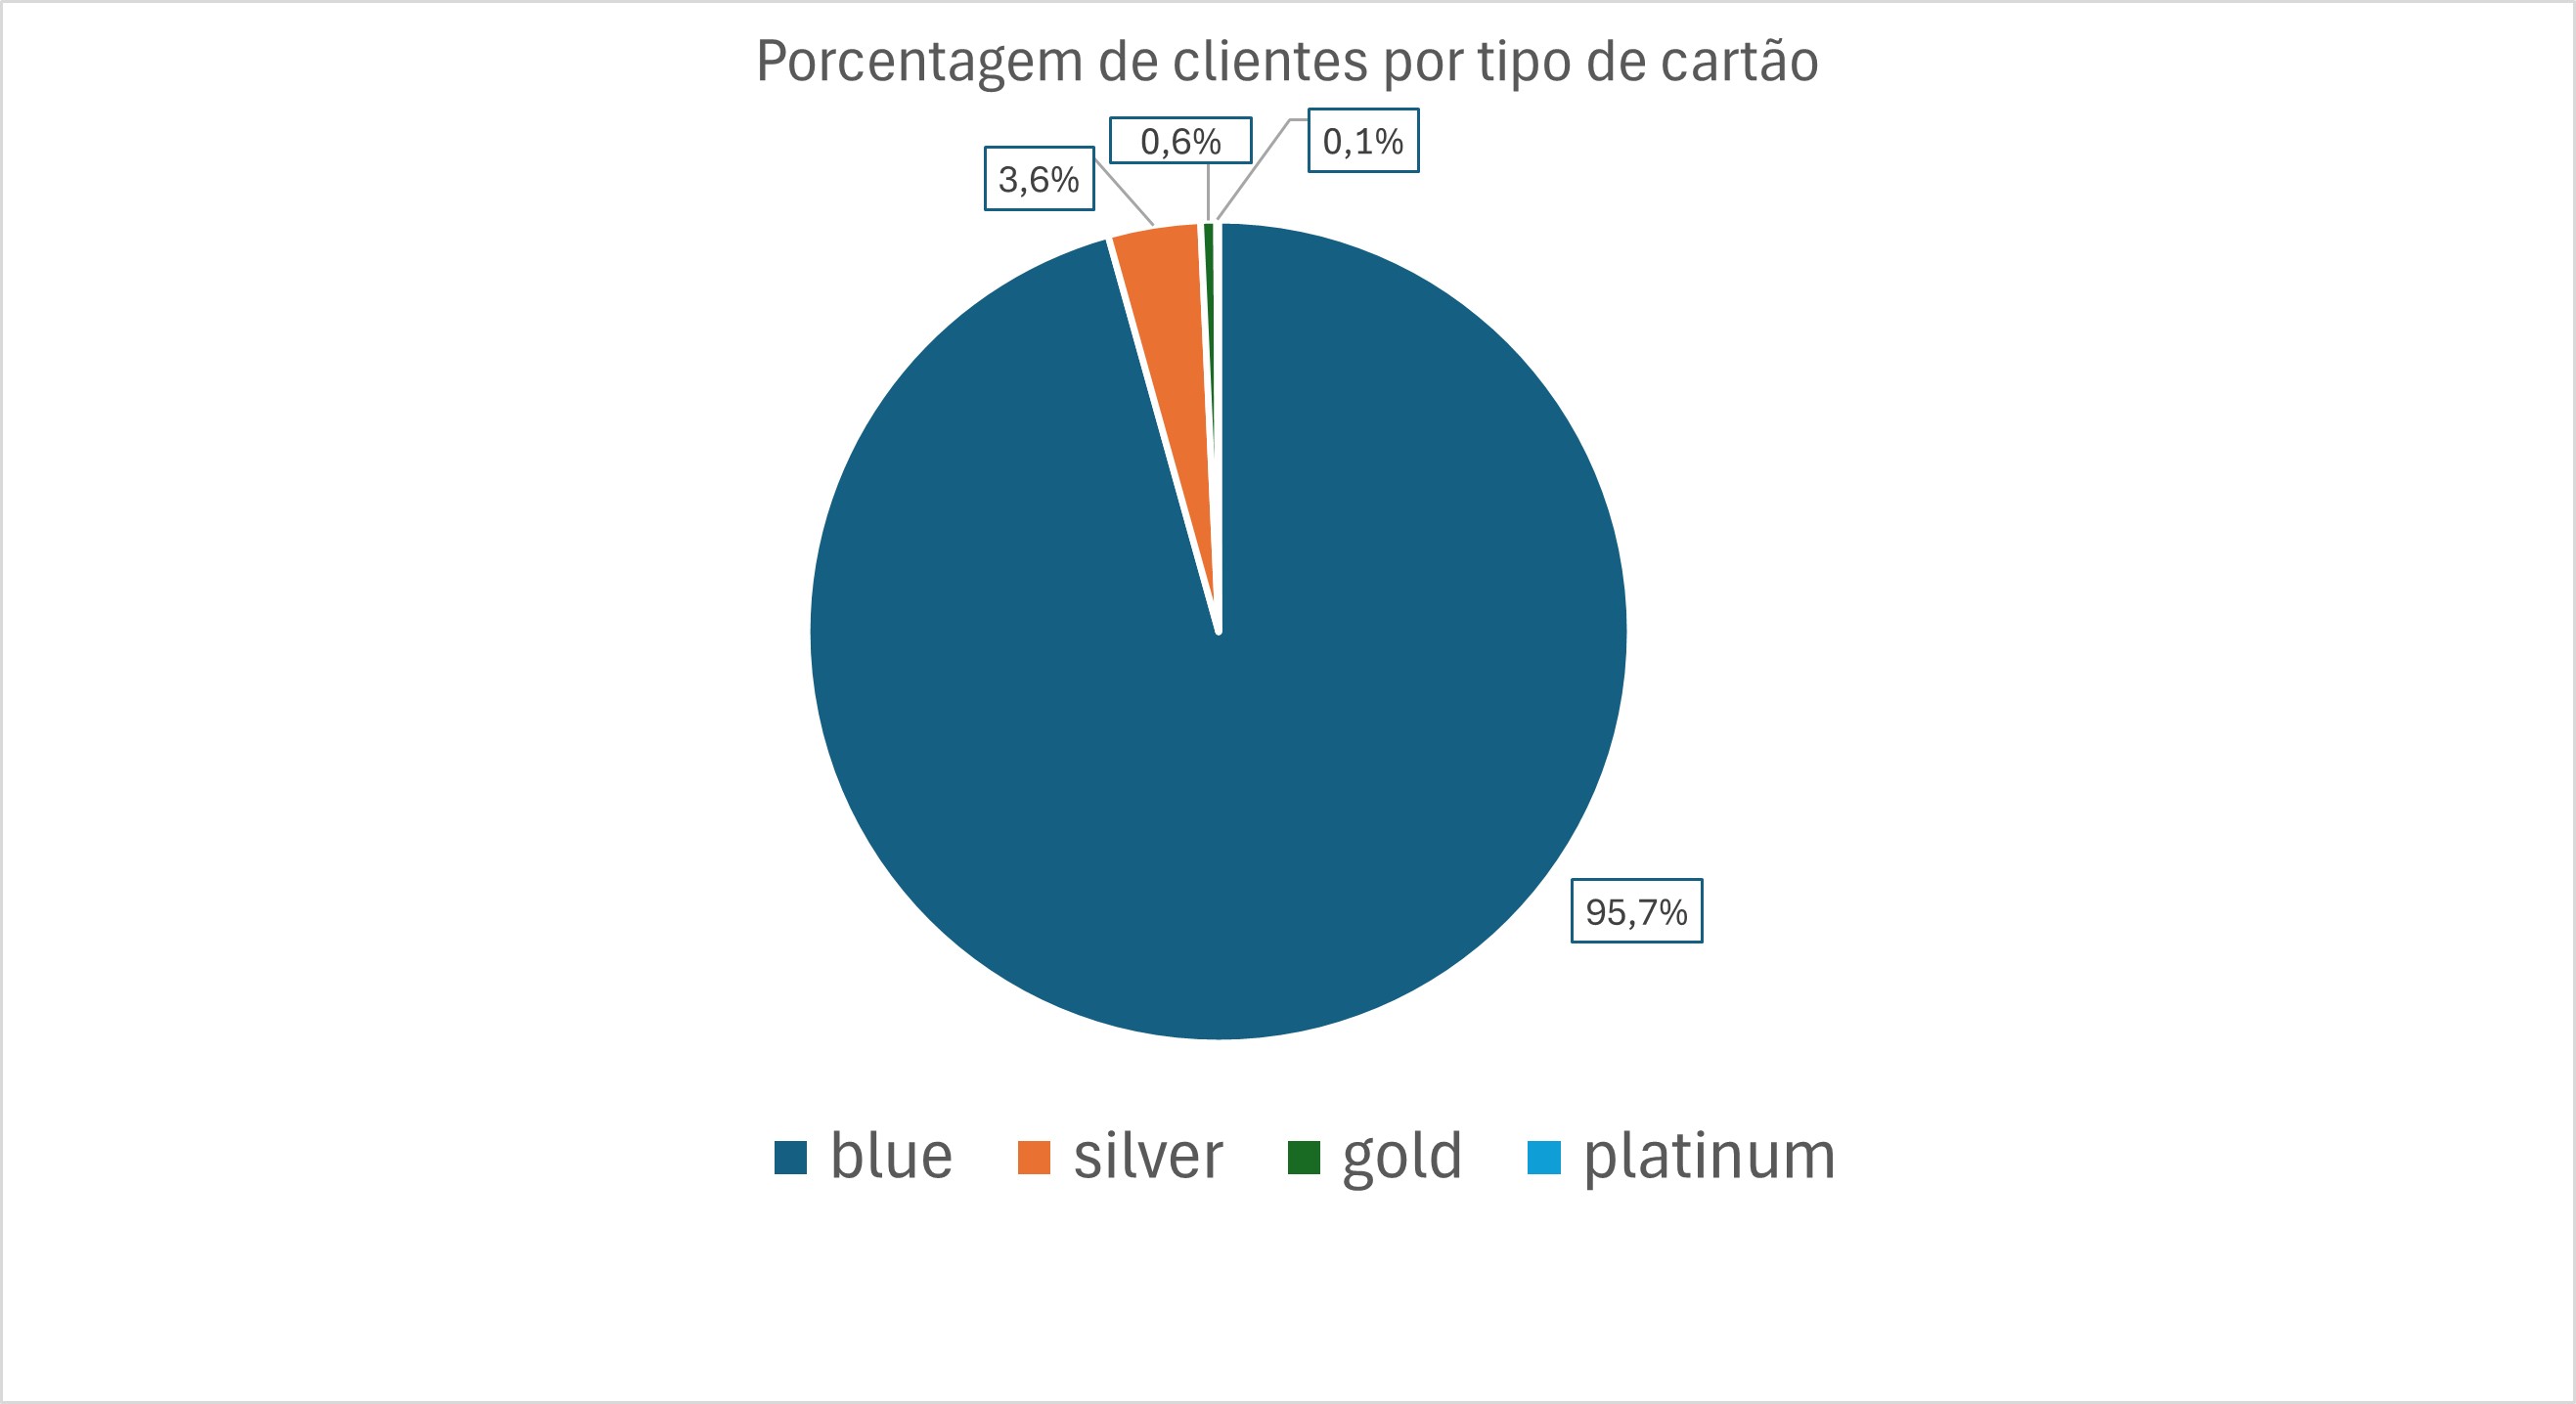 Porcentagem de clientes por tipo de cartão
3,6%
0,6%
0,1%
95,7%
blue silver gold platinum